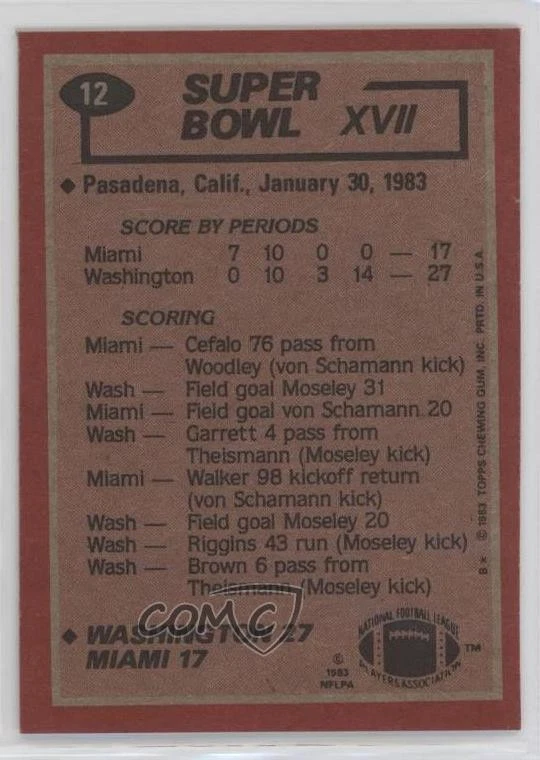 12
SUPER
BOWL XVII
◆ Pasadena, Calif., January 30, 1983
SCORE BY PERIODS
Miami 7 10 0 0 — 17
Washington 0 10 3 14 — 27
SCORING
Miami — Cefalo 76 pass from
Woodley (von Schamann kick)
Wash — Field goal Moseley 31
Miami — Field goal von Schamann 20
Wash — Garrett 4 pass from
Theismann (Moseley kick)
Miami — Walker 98 kickoff return
(von Schamann kick)
Wash — Field goal Moseley 20
Wash — Riggins 43 run (Moseley kick)
Wash — Brown 6 pass from
Theismann (Moseley kick)
◆ WASHINGTON 27
MIAMI 17
COMC
© 1983 NFLPA
NATIONAL FOOTBALL LEAGUE
PLAYERS ASSOCIATION
™
B* © 1983 TOPPS CHEWING GUM, INC. PRTD. IN U.S.A.